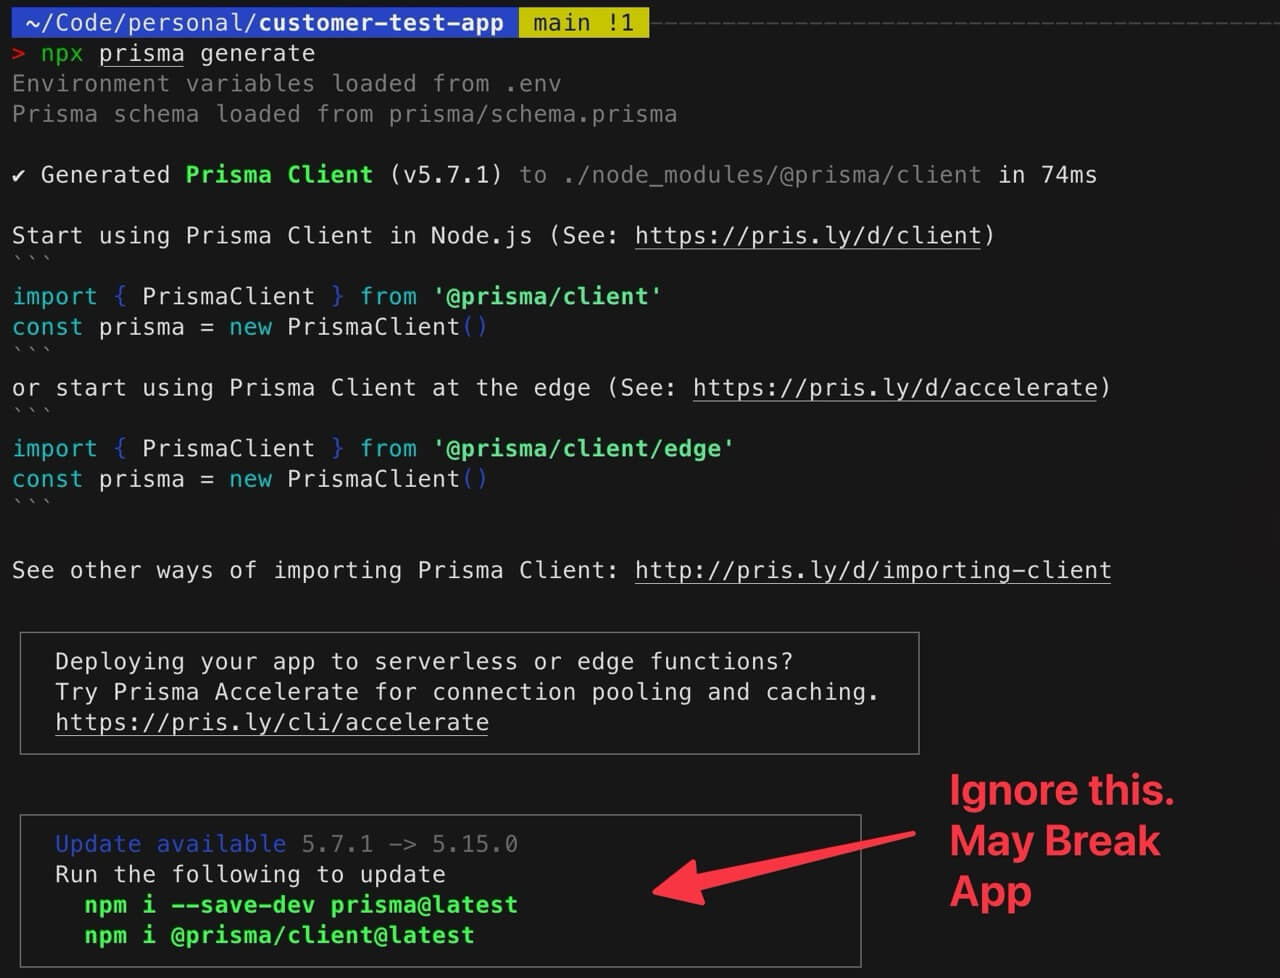 ~/Code/personal/customer-test-app main !1
> npx prisma generate
Environment variables loaded from .env
Prisma schema loaded from prisma/schema.prisma
✔ Generated Prisma Client (v5.7.1) to ./node_modules/@prisma/client in 74ms
Start using Prisma Client in Node.js (See: https://pris.ly/d/client)
```
import { PrismaClient } from '@prisma/client'
const prisma = new PrismaClient()
```
or start using Prisma Client at the edge (See: https://pris.ly/d/accelerate)
```
import { PrismaClient } from '@prisma/client/edge'
const prisma = new PrismaClient()
```
See other ways of importing Prisma Client: http://pris.ly/d/importing-client
Deploying your app to serverless or edge functions?
Try Prisma Accelerate for connection pooling and caching.
https://pris.ly/cli/accelerate
Update available 5.7.1 -> 5.15.0
Run the following to update
npm i --save-dev prisma@latest
npm i @prisma/client@latest
Ignore this.
May Break
App